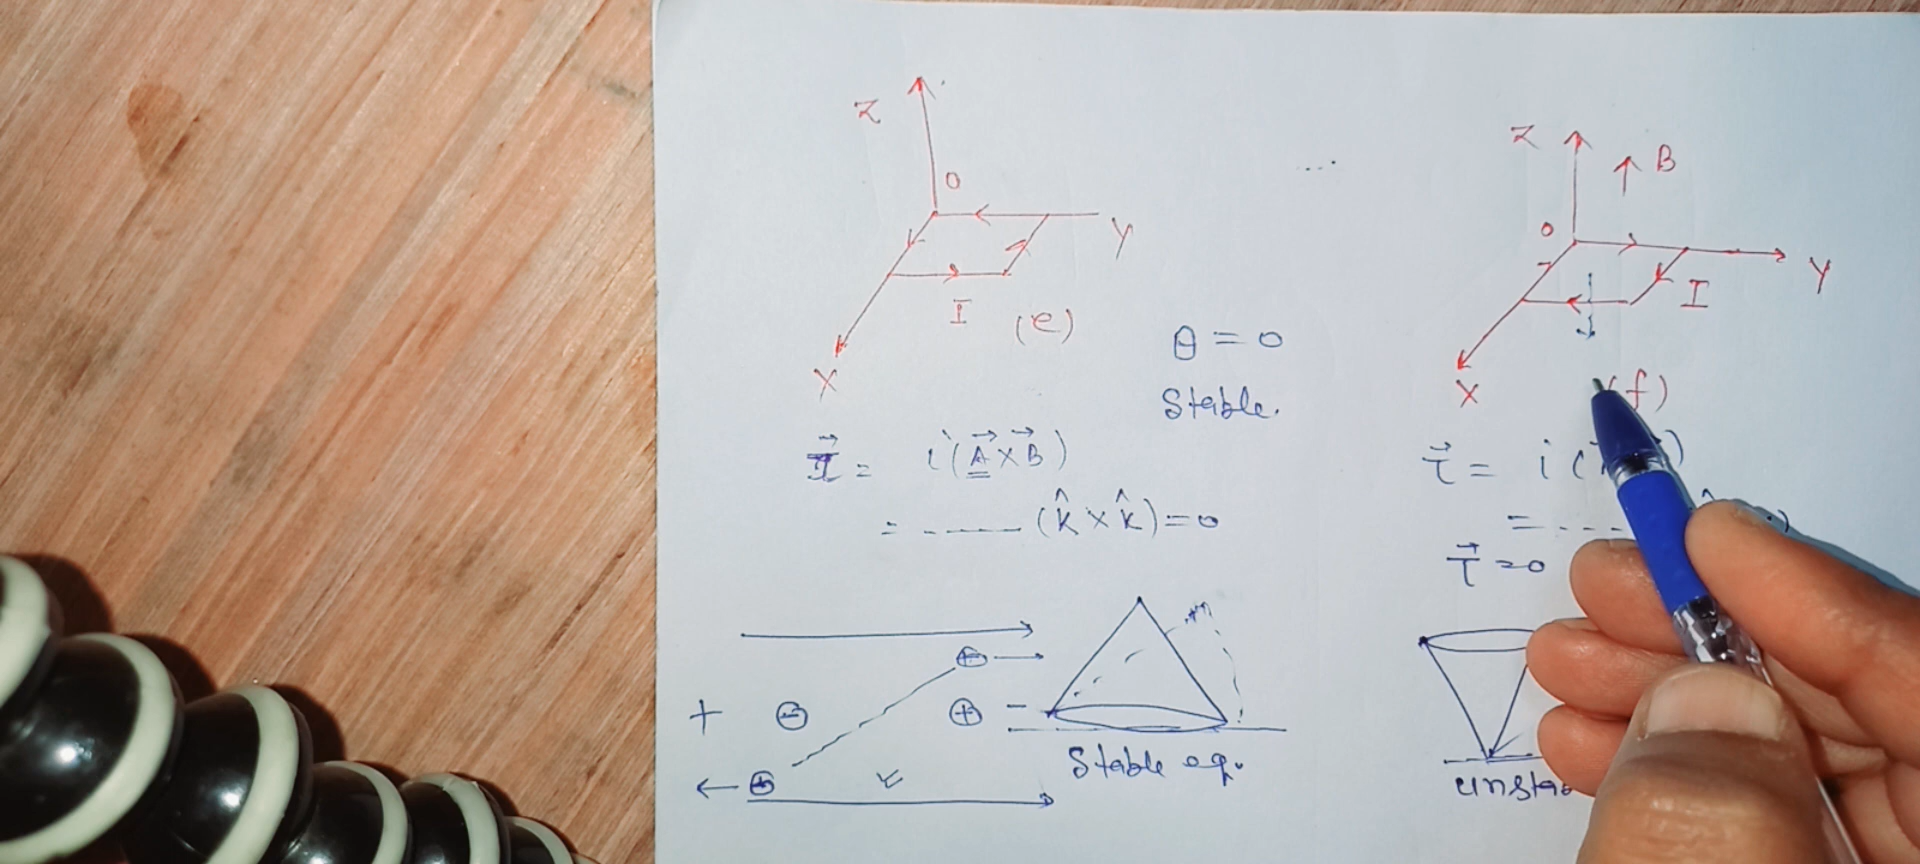 Z
O
Y
I
(e)
X
θ = 0
Stable.
= i(A⃗ × B⃗)
= ----- (k̂ × k̂) = 0
+ ⊖ ⊕ -
⊕
← ⊕
E
Stable eq.
Z
B
O
Y
I
X
(f)
τ⃗ = i (
= ----
τ⃗ = 0
unsta